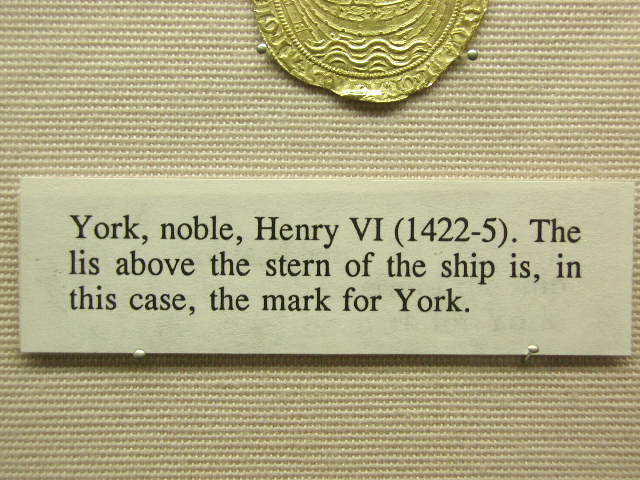 York, noble, Henry VI (1422-5). The
lis above the stern of the ship is, in
this case, the mark for York.